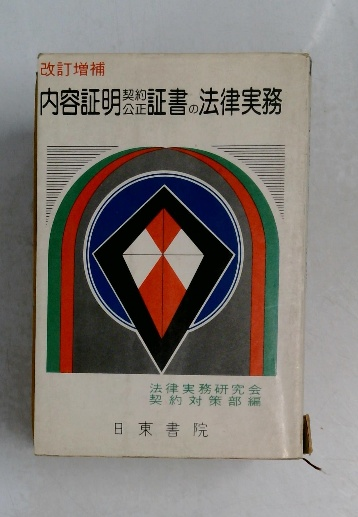 改訂増補
内容証明契約公正証書の法律実務
法律実務研究会
契約対策部編
日東書院